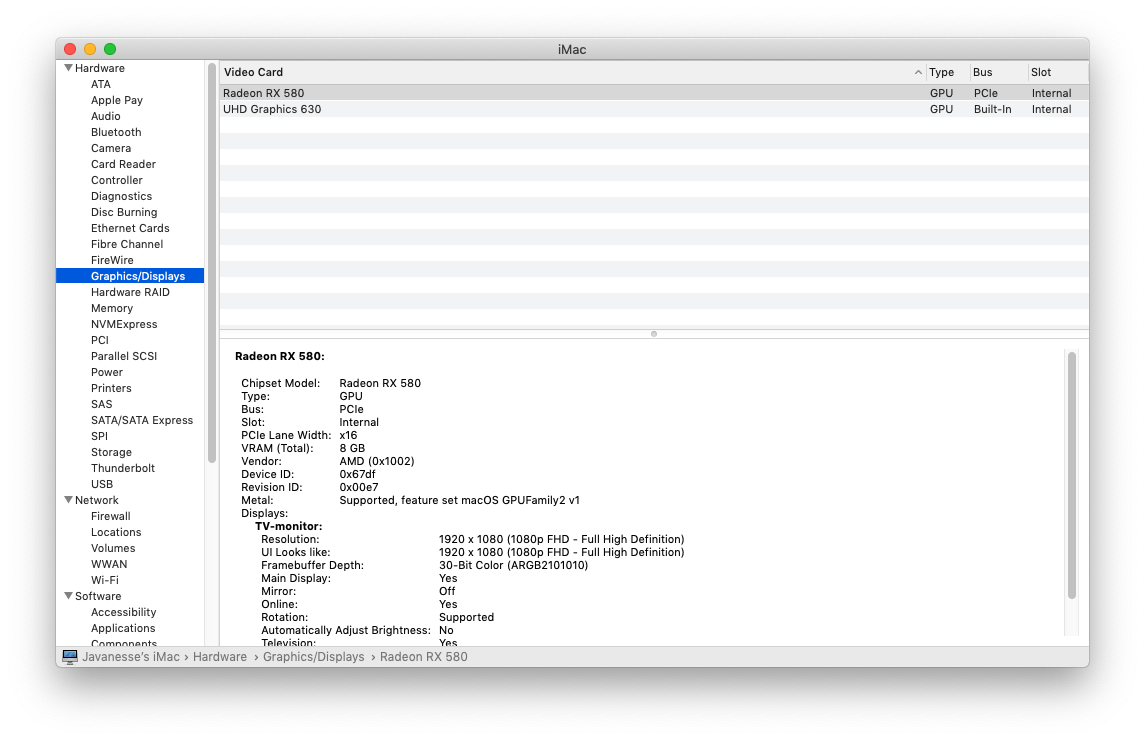 iMac
Hardware
ATA
Apple Pay
Audio
Bluetooth
Camera
Card Reader
Controller
Diagnostics
Disc Burning
Ethernet Cards
Fibre Channel
FireWire
Graphics/Displays
Hardware RAID
Memory
NVMExpress
PCI
Parallel SCSI
Power
Printers
SAS
SATA/SATA Express
SPI
Storage
Thunderbolt
USB
Network
Firewall
Locations
Volumes
WWAN
Wi-Fi
Software
Accessibility
Applications
Components
Video Card Type Bus Slot
Radeon RX 580 GPU PCIe Internal
UHD Graphics 630 GPU Built-In Internal
Radeon RX 580:
Chipset Model: Radeon RX 580
Type: GPU
Bus: PCIe
Slot: Internal
PCIe Lane Width: x16
VRAM (Total): 8 GB
Vendor: AMD (0x1002)
Device ID: 0x67df
Revision ID: 0x00e7
Metal: Supported, feature set macOS GPUFamily2 v1
Displays:
TV-monitor:
Resolution: 1920 x 1080 (1080p FHD - Full High Definition)
UI Looks like: 1920 x 1080 (1080p FHD - Full High Definition)
Framebuffer Depth: 30-Bit Color (ARGB2101010)
Main Display: Yes
Mirror: Off
Online: Yes
Rotation: Supported
Automatically Adjust Brightness: No
Television: Yes
Javanesse's iMac › Hardware › Graphics/Displays › Radeon RX 580